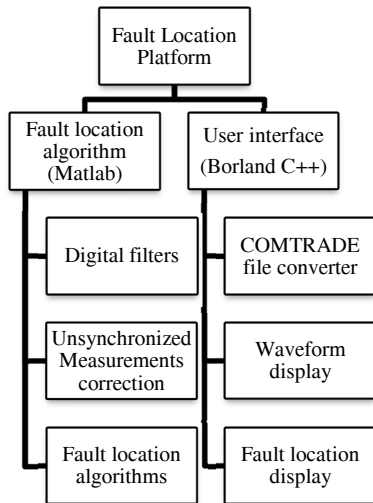 Fault Location
Platform
Fault location
algorithm
(Matlab)
User interface
(Borland C++)
Digital filters
COMTRADE
file converter
Unsynchronized
Measurements
correction
Waveform
display
Fault location
algorithms
Fault location
display